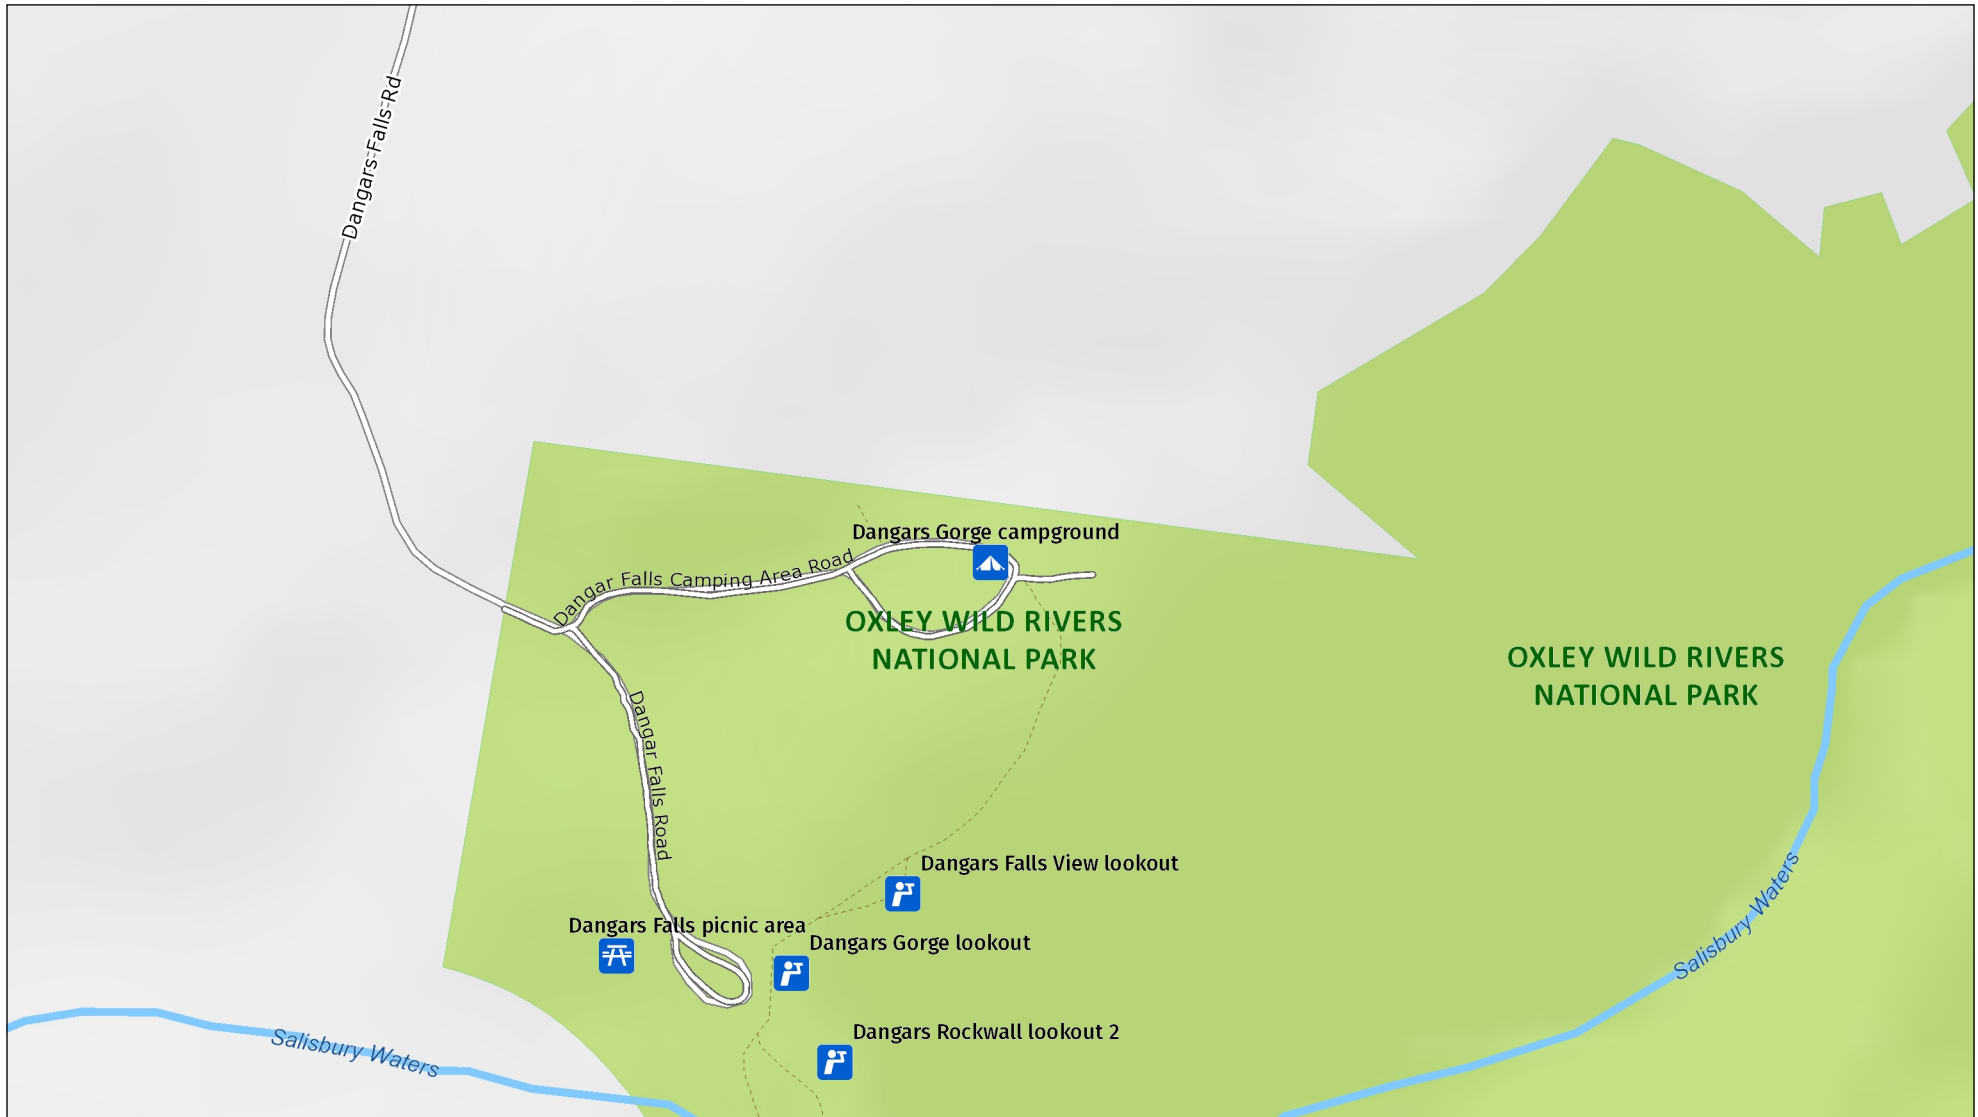 Dangars-Falls-Rd
Dangars Gorge campground
Dangar Falls Camping Area Road
OXLEY WILD RIVERS
NATIONAL PARK
OXLEY WILD RIVERS
NATIONAL PARK
Dangar Falls Road
Dangars Falls View lookout
Dangars Falls picnic area
Dangars Gorge lookout
Salisbury Waters
Dangars Rockwall lookout 2
Salisbury Waters